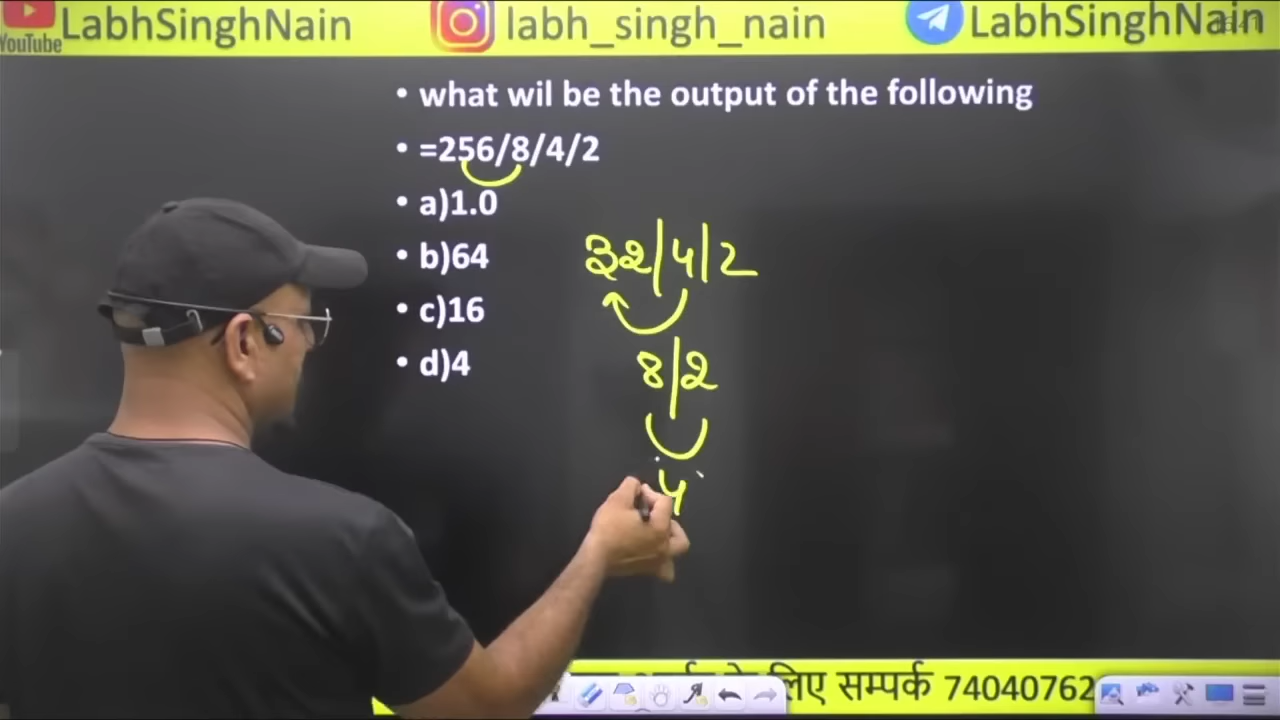 YouTube LabhSinghNain labh_singh_nain LabhSinghNain
• what wil be the output of the following
• =256/8/4/2
• a)1.0
• b)64
• c)16
• d)4
32|4|2
8|2
4
के लिए सम्पर्क 74040762